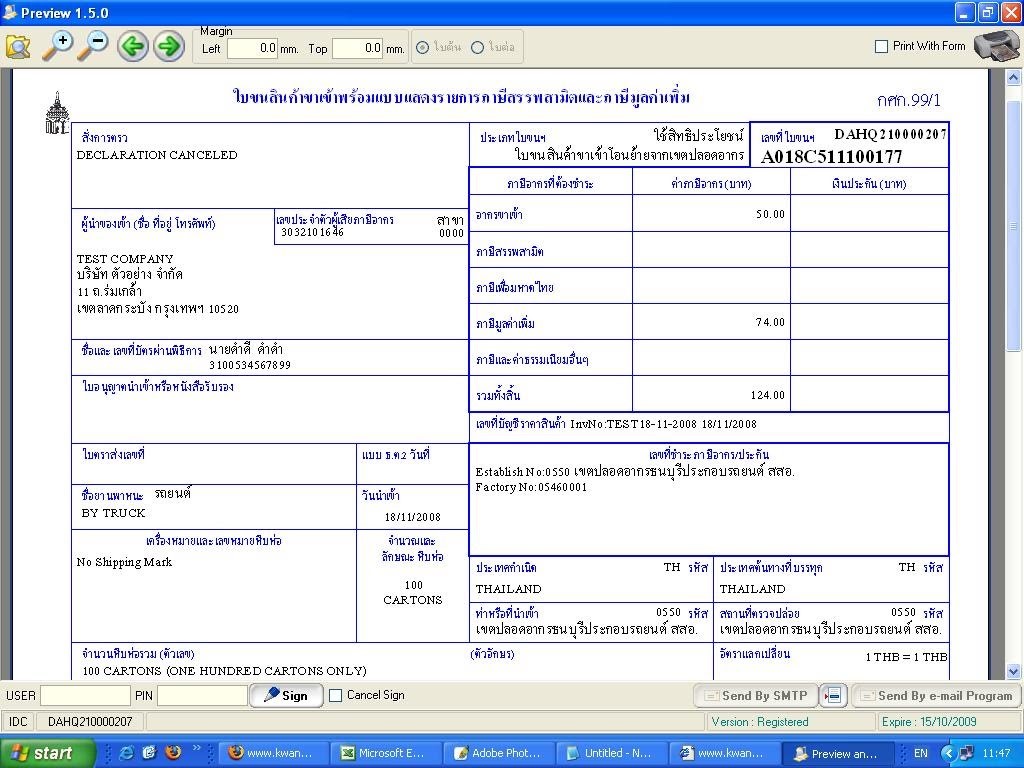 Preview 1.5.0
Margin
Left 0.0 mm. Top 0.0 mm.
ใบต้น ใบต่อ
Print With Form
ใบขนสินค้าขาเข้าพร้อมแบบแสดงรายการภาษีสรรพสามิตและภาษีมูลค่าเพิ่ม
กศก.99/1
สั่งการตรว
DECLARATION CANCELED
ประเภทใบขนฯ ใช้สิทธิประโยชน์
ใบขนสินค้าขาเข้าโอนย้ายจากเขตปลอดอากร
เลขที่ใบขนฯ DAHQ210000207
A018C511100177
ภาษีอากรที่ต้องชำระ ค่าภาษีอากร (บาท) เงินประกัน (บาท)
อากรขาเข้า 50.00
ภาษีสรรพสามิต
ภาษีเพื่อมหาดไทย
ภาษีมูลค่าเพิ่ม 74.00
ภาษีและค่าธรรมเนียมอื่นๆ
รวมทั้งสิ้น 124.00
ผู้นำของเข้า (ชื่อ ที่อยู่ โทรศัพท์)
เลขประจำตัวผู้เสียภาษีอากร สาขา
3032101646 0000
TEST COMPANY
บริษัท ตัวอย่าง จำกัด
11 ถ.ร่มเกล้า
เขตลาดกระบัง กรุงเทพฯ 10520
ชื่อและ เลขที่บัตรผ่านพิธีการ นายดำดี ดำดำ
3100534567899
ใบอนุญาตนำเข้าหรือหนังสือรับรอง
เลขที่บัญชีราคาสินค้า InvNo:TEST18-11-2008 18/11/2008
ใบตราส่งเลขที่
แบบ ธ.ต.2 วันที่
เลขที่ชำระภาษีอากร/ประกัน
Establish No:0550 เขตปลอดอากรธนบุรีประกอบรถยนต์ สสอ.
Factory No:05460001
ชื่อยานพาหนะ รถยนต์
BY TRUCK
วันนำเข้า
18/11/2008
เครื่องหมายและเลขหมายหีบห่อ
No Shipping Mark
จำนวนและ
ลักษณะ หีบห่อ
100
CARTONS
ประเทศกำเนิด TH รหัส
THAILAND
ประเทศต้นทางที่บรรทุก TH รหัส
THAILAND
ท่าหรือที่นำเข้า 0550 รหัส
เขตปลอดอากรธนบุรีประกอบรถยนต์ สสอ.
สถานที่ตรวจปล่อย 0550 รหัส
เขตปลอดอากรธนบุรีประกอบรถยนต์ สสอ.
จำนวนหีบห่อรวม (ตัวเลข) (ตัวอักษร)
100 CARTONS (ONE HUNDRED CARTONS ONLY)
อัตราแลกเปลี่ยน 1 THB = 1 THB
USER PIN Sign Cancel Sign Send By SMTP Send By e-mail Program
IDC DAHQ210000207 Version : Registered Expire : 15/10/2009
start www.kwan... Microsoft E... Adobe Phot... Untitled - N... www.kwan... Preview an... EN 11:47